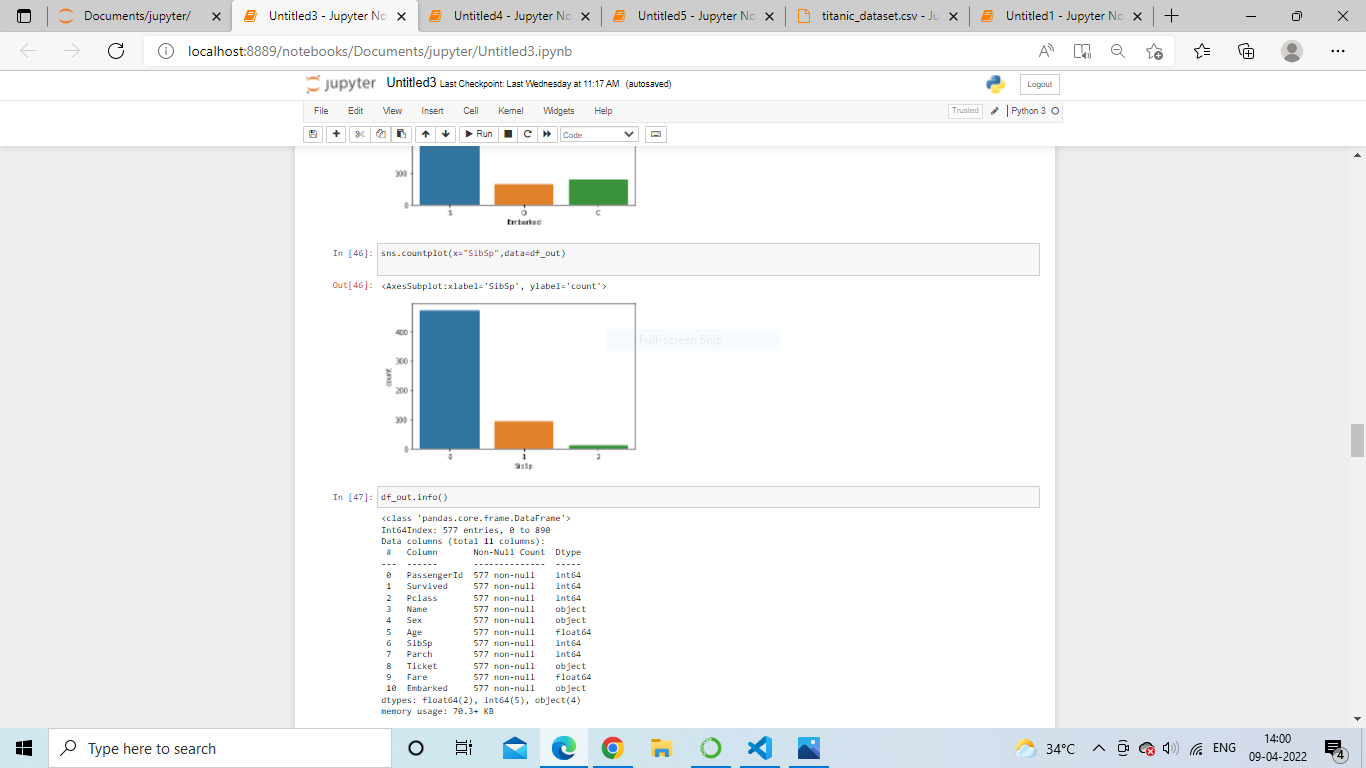 Documents/jupyter/
Untitled3 - Jupyter No
Untitled4 - Jupyter No
Untitled5 - Jupyter No
titanic_dataset.csv - Ju
Untitled1 - Jupyter No
localhost:8889/notebooks/Documents/jupyter/Untitled3.ipynb
jupyter Untitled3 Last Checkpoint: Last Wednesday at 11:17 AM (autosaved)
Logout
File Edit View Insert Cell Kernel Widgets Help
Trusted
Python 3
Run
Code
100
0
S Q C
Embarked
In [46]: sns.countplot(x="SibSp",data=df_out)
Out[46]: <AxesSubplot:xlabel='SibSp', ylabel='count'>
Full-screen Snip
400
300
200
100
0
count
0 1 2
SibSp
In [47]: df_out.info()
<class 'pandas.core.frame.DataFrame'>
Int64Index: 577 entries, 0 to 890
Data columns (total 11 columns):
# Column Non-Null Count Dtype
--- ------ -------------- -----
0 PassengerId 577 non-null int64
1 Survived 577 non-null int64
2 Pclass 577 non-null int64
3 Name 577 non-null object
4 Sex 577 non-null object
5 Age 577 non-null float64
6 SibSp 577 non-null int64
7 Parch 577 non-null int64
8 Ticket 577 non-null object
9 Fare 577 non-null float64
10 Embarked 577 non-null object
dtypes: float64(2), int64(5), object(4)
memory usage: 70.3+ KB
Type here to search
34°C
ENG
14:00
09-04-2022
4